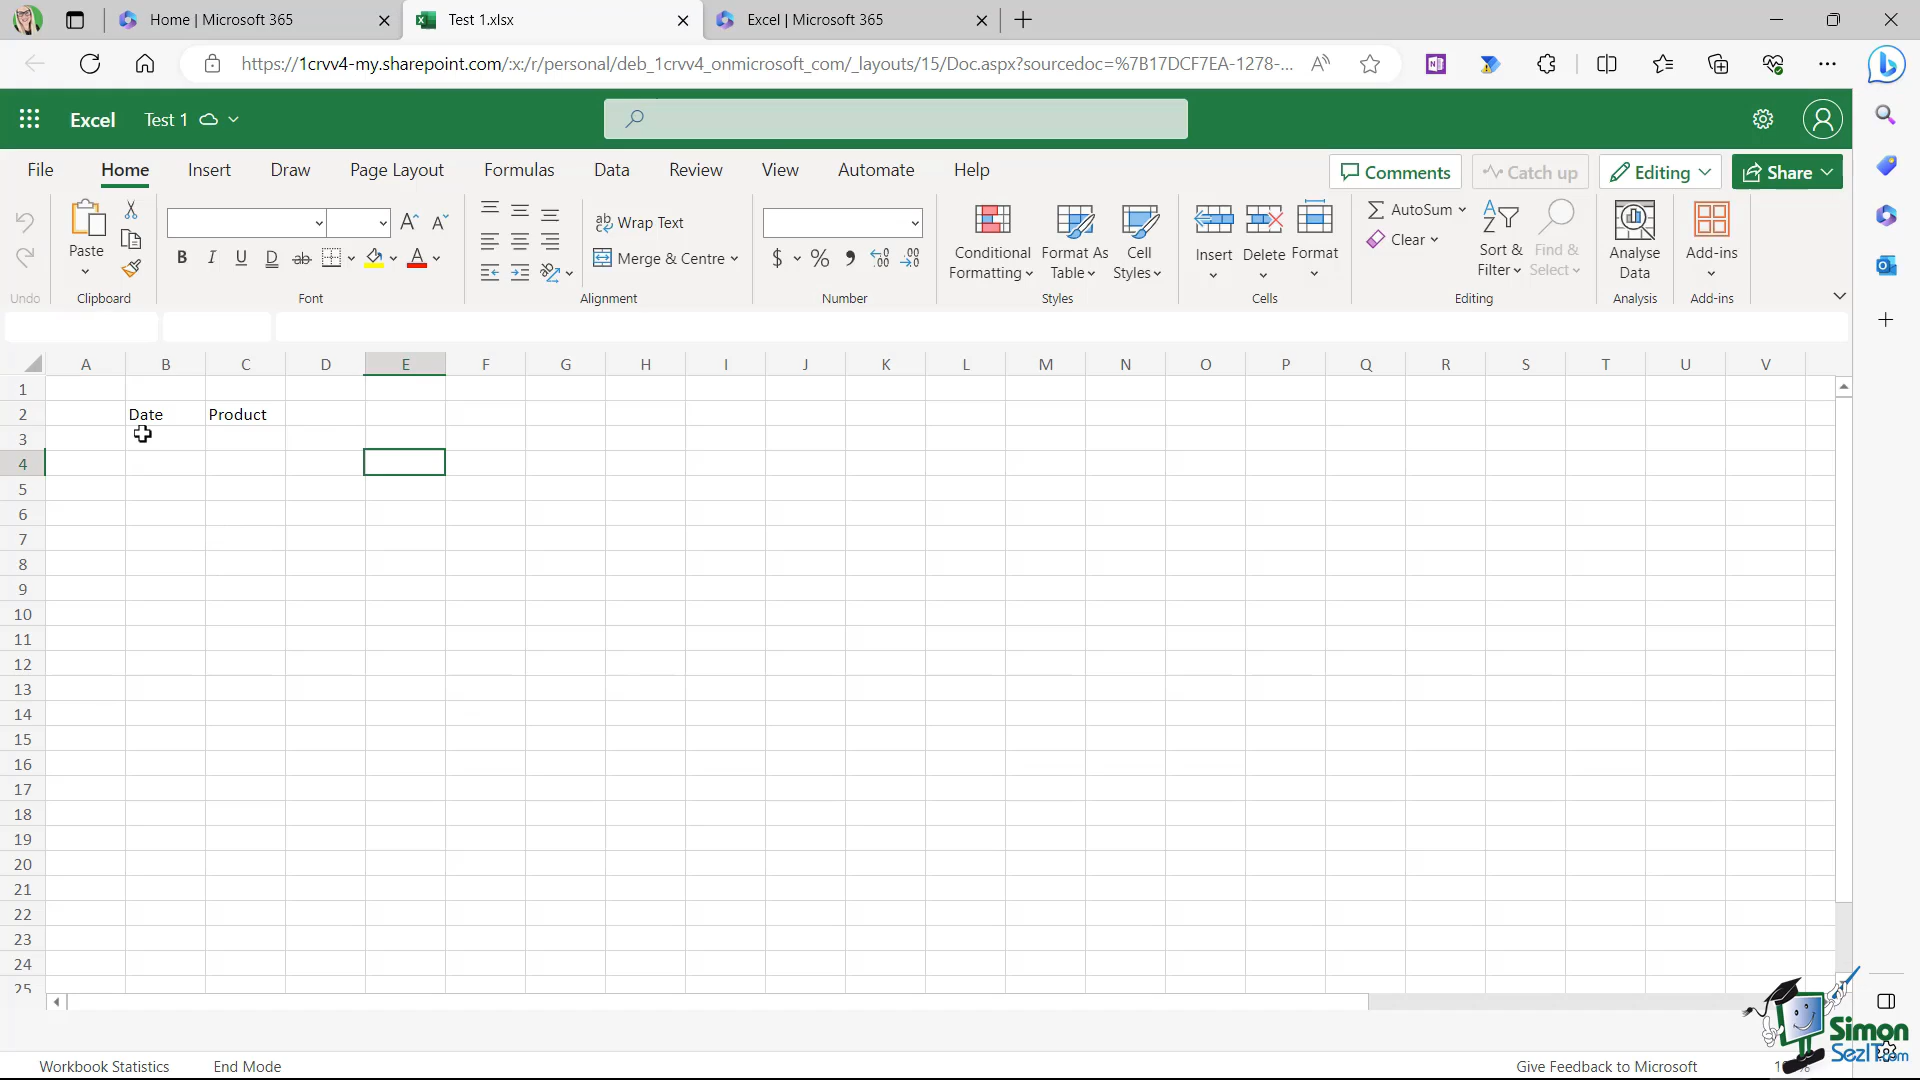 Home | Microsoft 365
Test 1.xlsx
Excel | Microsoft 365
https://1crvv4-my.sharepoint.com/:x:/r/personal/deb_1crvv4_onmicrosoft_com/_layouts/15/Doc.aspx?sourcedoc=%7B17DCF7EA-1278-...
Excel Test 1
File Home Insert Draw Page Layout Formulas Data Review View Automate Help Comments Catch up Editing Share
Undo
Paste
Clipboard
Font
Wrap Text
Merge & Centre
Alignment
Number
Conditional Formatting
Format As Table
Cell Styles
Styles
Insert Delete Format
Cells
AutoSum
Clear
Sort & Filter
Find & Select
Editing
Analyse Data
Analysis
Add-ins
Add-ins
A B C D E F G H I J K L M N O P Q R S T U V
1
2 Date Product
3
4
5
6
7
8
9
10
11
12
13
14
15
16
17
18
19
20
21
22
23
24
25
Simon
SezIT.com
Workbook Statistics End Mode Give Feedback to Microsoft